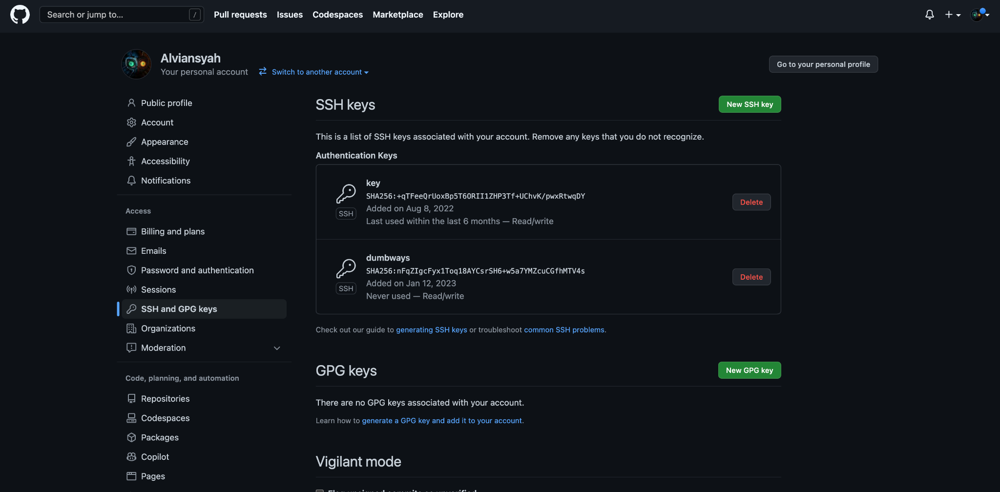 Search or jump to... /
Pull requests Issues Codespaces Marketplace Explore
Alviansyah
Your personal account Switch to another account
Go to your personal profile
Public profile
Account
Appearance
Accessibility
Notifications
Access
Billing and plans
Emails
Password and authentication
Sessions
SSH and GPG keys
Organizations
Moderation
Code, planning, and automation
Repositories
Codespaces
Packages
Copilot
Pages
SSH keys
New SSH key
This is a list of SSH keys associated with your account. Remove any keys that you do not recognize.
Authentication Keys
key
SHA256:+qTFeeQrUoxBp5T6ORII1ZHP3Tf+UChvK/pwxRtwqDY
Added on Aug 8, 2022
Last used within the last 6 months — Read/write
SSH
Delete
dumbways
SHA256:nFqZIgcFyx1Toq18AYCsrSH6+w5a7YMZcuCGfhMTV4s
Added on Jan 12, 2023
Never used — Read/write
SSH
Delete
Check out our guide to generating SSH keys or troubleshoot common SSH problems.
GPG keys
New GPG key
There are no GPG keys associated with your account.
Learn how to generate a GPG key and add it to your account.
Vigilant mode
Flag unsigned commits as unverified